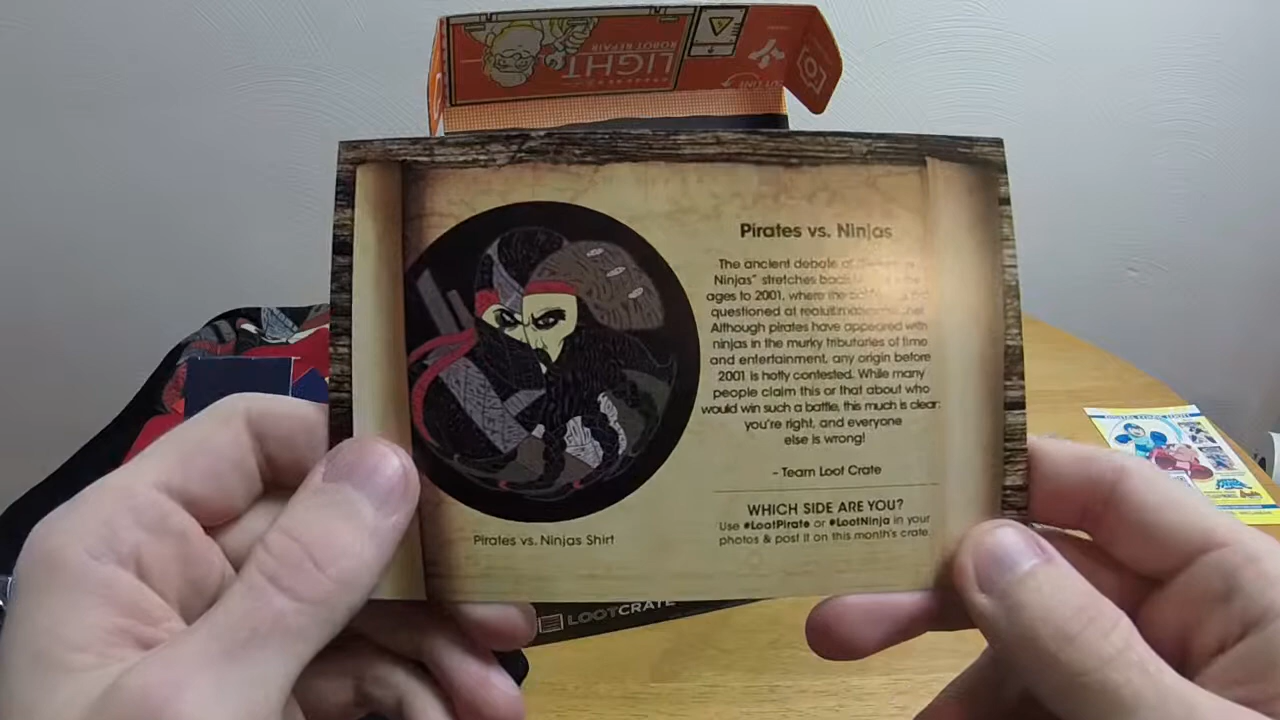 LIGHT
ROBOT REPAIR
Pirates vs. Ninjas
The ancient debate of
Ninjas" stretches back
ages to 2001, where the
questioned at
Although pirates have appeared with
ninjas in the murky tributaries of time
and entertainment, any origin before
2001 is hotly contested. While many
people claim this or that about who
would win such a battle, this much is clear:
you're right, and everyone
else is wrong!
- Team Loot Crate
WHICH SIDE ARE YOU?
Use #LootPirate or #LootNinja in your
photos & post it on this month's crate.
Pirates vs. Ninjas Shirt
LOOTCRATE